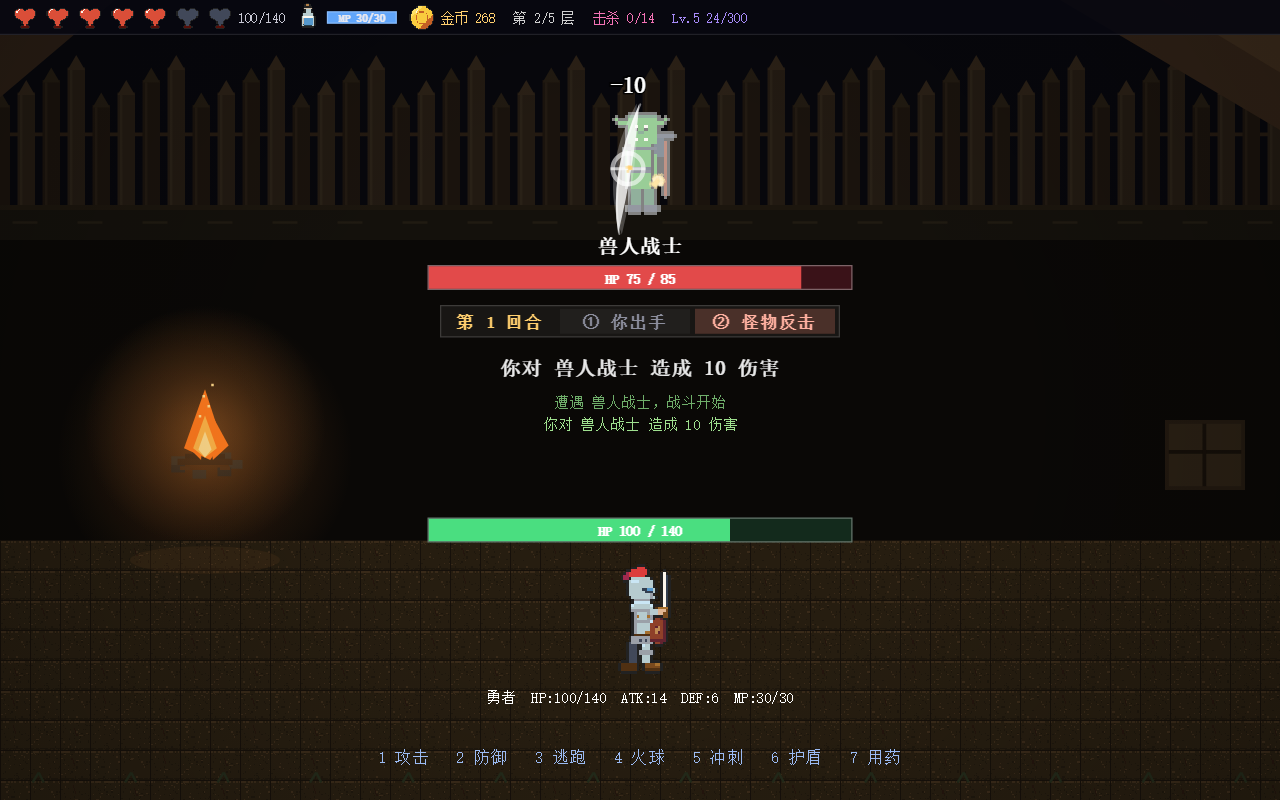 100/140 MP 30/30 金币 268 第 2/5 层 击杀 0/14 Lv.5 24/300
-10
兽人战士
HP 75 / 85
第 1 回合 ① 你出手 ② 怪物反击
你对 兽人战士 造成 10 伤害
遭遇 兽人战士, 战斗开始
你对 兽人战士 造成 10 伤害
HP 100 / 140
勇者 HP:100/140 ATK:14 DEF:6 MP:30/30
1 攻击 2 防御 3 逃跑 4 火球 5 冲刺 6 护盾 7 用药